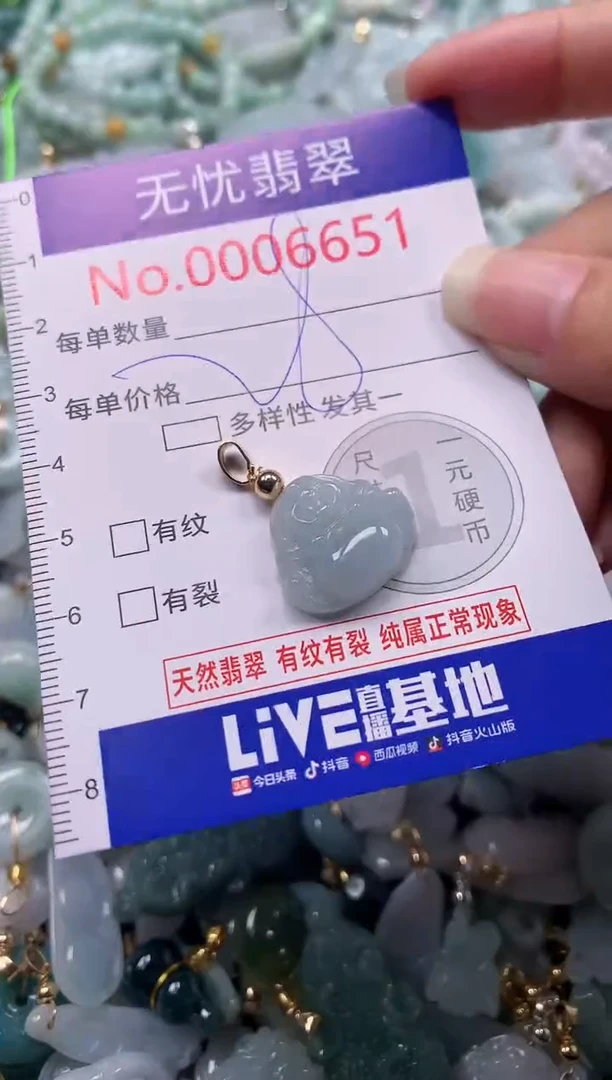 无忧翡翠
No.0006651
每单数量
每单价格
多样性 发其一
一元硬币
有纹
有裂
天然翡翠 有纹有裂 纯属正常现象
LiVE直播基地
今日头条 抖音 西瓜视频 抖音火山版
0
1
2
3
4
5
6
7
8